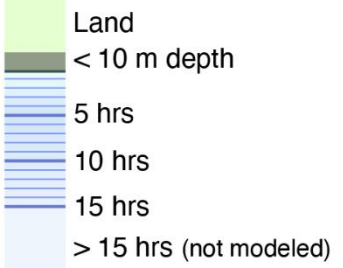 Land
< 10 m depth
5 hrs
10 hrs
15 hrs
> 15 hrs (not modeled)